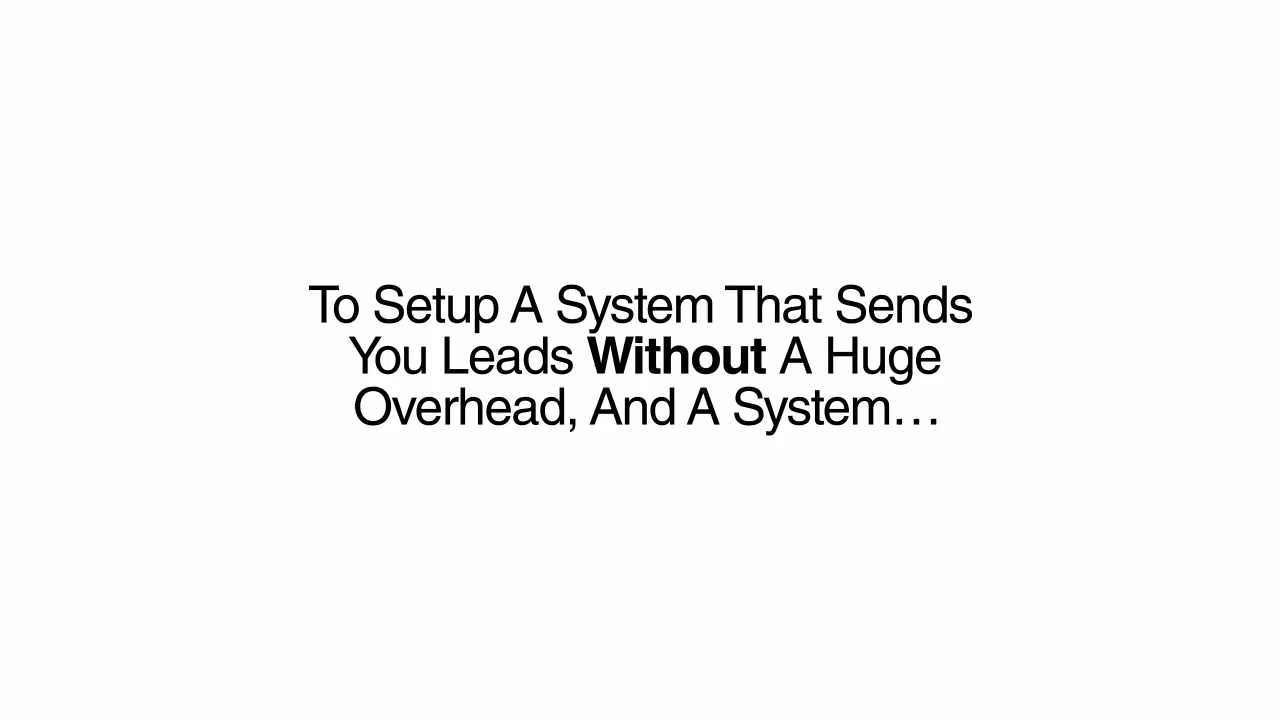 To Setup A System That Sends
You Leads Without A Huge
Overhead, And A System…